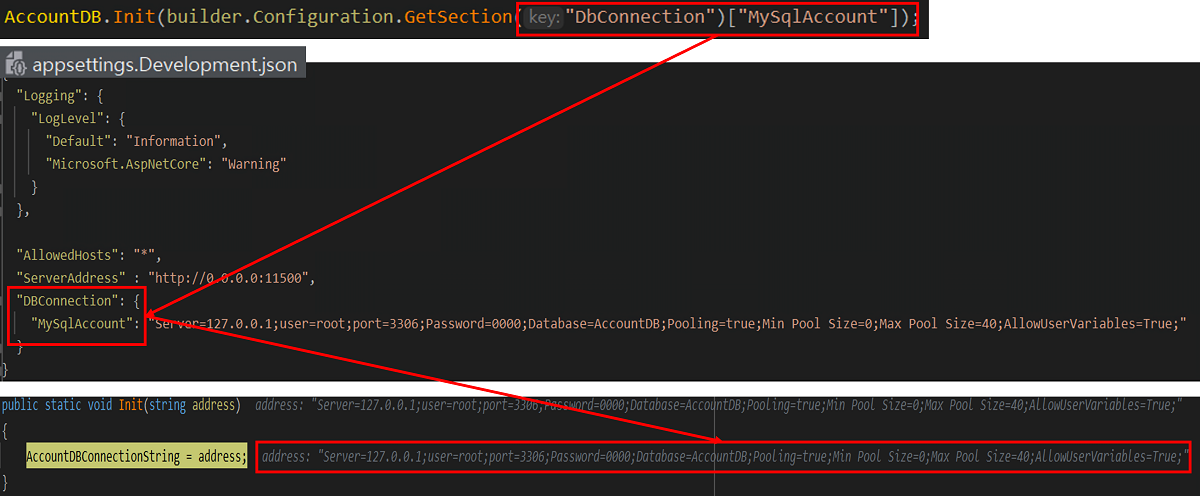 AccountDB.Init(builder.Configuration.GetSection(key:"DbConnection")["MySqlAccount"]);
appsettings.Development.json
{
"Logging": {
"LogLevel": {
"Default": "Information",
"Microsoft.AspNetCore": "Warning"
}
},
"AllowedHosts": "*",
"ServerAddress" : "http://0.0.0.0:11500",
"DBConnection": {
"MySqlAccount": "Server=127.0.0.1;user=root;port=3306;Password=0000;Database=AccountDB;Pooling=true;Min Pool Size=0;Max Pool Size=40;AllowUserVariables=True;"
}
}
public static void Init(string address) address: "Server=127.0.0.1;user=root;port=3306;Password=0000;Database=AccountDB;Pooling=true;Min Pool Size=0;Max Pool Size=40;AllowUserVariables=True;"
{
AccountDBConnectionString = address; address: "Server=127.0.0.1;user=root;port=3306;Password=0000;Database=AccountDB;Pooling=true;Min Pool Size=0;Max Pool Size=40;AllowUserVariables=True;"
}